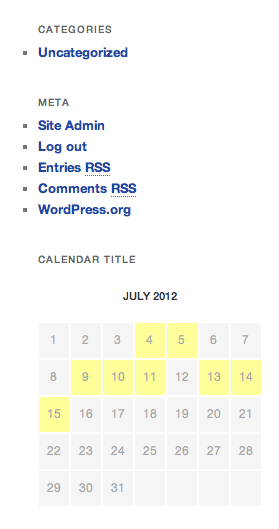 CATEGORIES
Uncategorized
META
Site Admin
Log out
Entries RSS
Comments RSS
WordPress.org
CALENDAR TITLE
JULY 2012
1 2 3 4 5 6 7
8 9 10 11 12 13 14
15 16 17 18 19 20 21
22 23 24 25 26 27 28
29 30 31